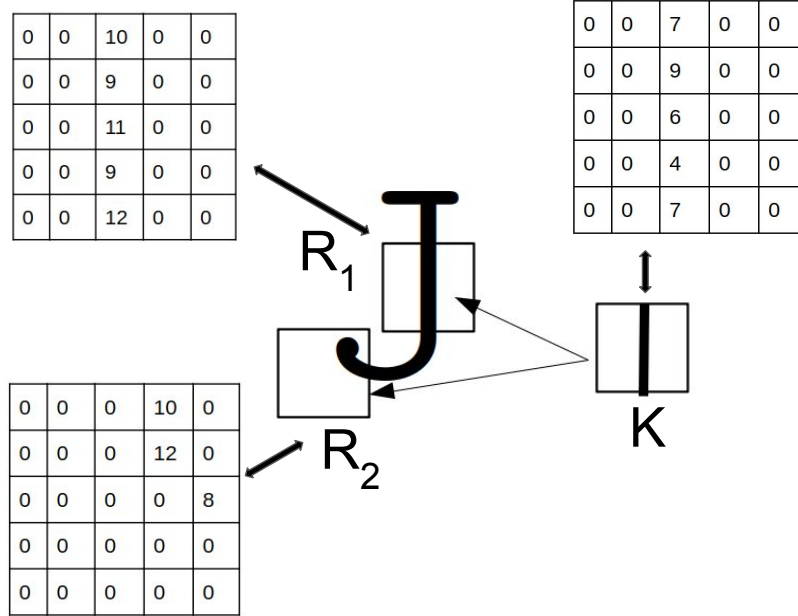 0 0 10 0 0
0 0 9 0 0
0 0 11 0 0
0 0 9 0 0
0 0 12 0 0
0 0 7 0 0
0 0 9 0 0
0 0 6 0 0
0 0 4 0 0
0 0 7 0 0
J
R1
K
R2
0 0 0 10 0
0 0 0 12 0
0 0 0 0 8
0 0 0 0 0
0 0 0 0 0